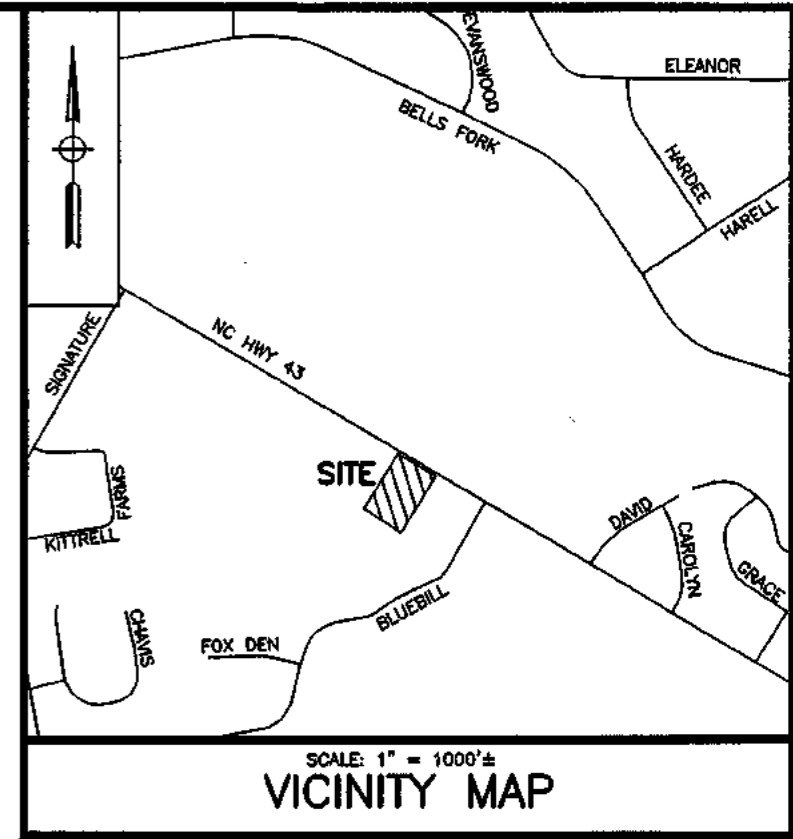 EVANSWOOD
ELEANOR
BELLS FORK
HARDEE
HARELL
SIGNATURE
NC HWY 43
SITE
FARMS
KITTRELL
DAVID
CAROLYN
GRACE
BLUEBILL
CHAVIS
FOX DEN
SCALE: 1" = 1000'±
VICINITY MAP